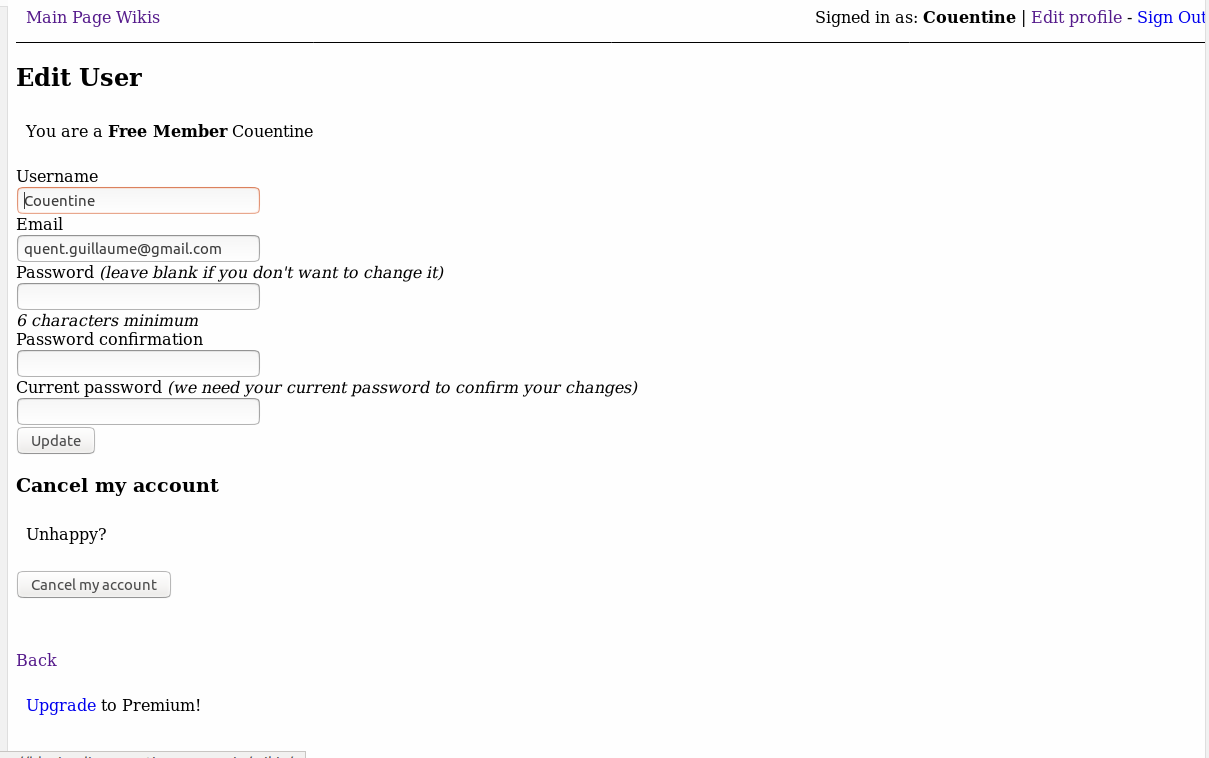 Main Page Wikis Signed in as: Couentine | Edit profile - Sign Out
Edit User
You are a Free Member Couentine
Username
Couentine
Email
quent.guillaume@gmail.com
Password (leave blank if you don't want to change it)
6 characters minimum
Password confirmation
Current password (we need your current password to confirm your changes)
Update
Cancel my account
Unhappy?
Cancel my account
Back
Upgrade to Premium!